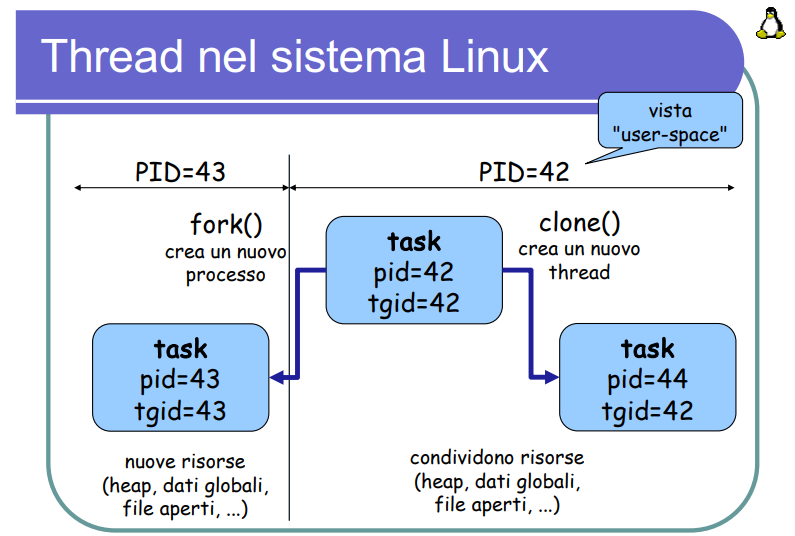 Thread nel sistema Linux
vista
"user-space"
PID=43
PID=42
fork()
crea un nuovo
processo
task
pid=42
tgid=42
clone()
crea un nuovo
thread
task
pid=43
tgid=43
task
pid=44
tgid=42
nuove risorse
(heap, dati globali,
file aperti, ...)
condividono risorse
(heap, dati globali,
file aperti, ...)